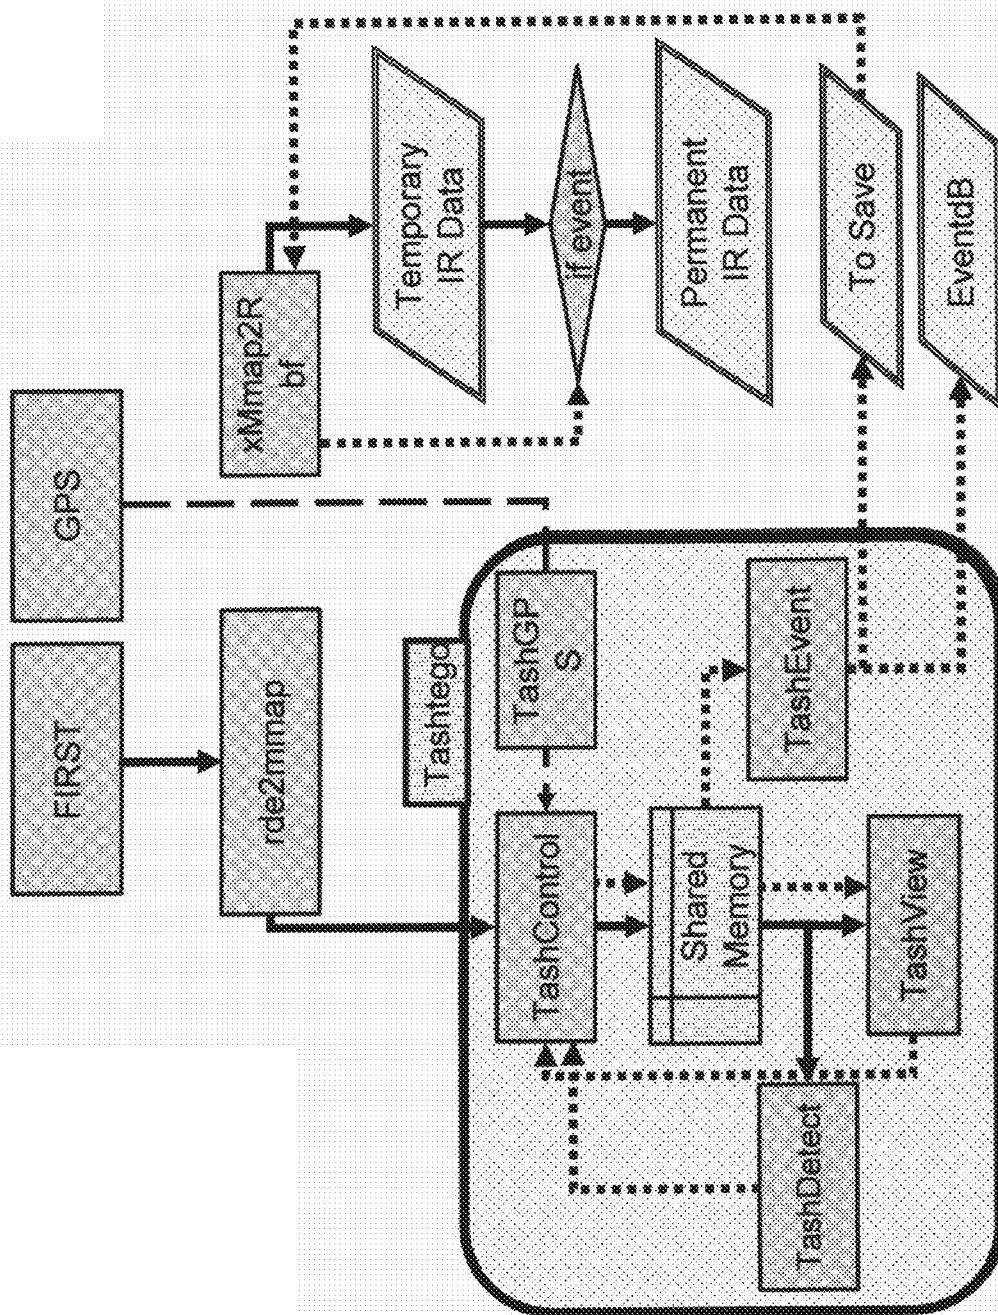 FIRST
GPS
rde2mmap
xMmap2R
bf
Tashtego
TashControl
TashGP
S
Shared
Memory
TashEvent
TashView
TashDetect
Temporary
IR Data
if event
Permanent
IR Data
To Save
EventdB